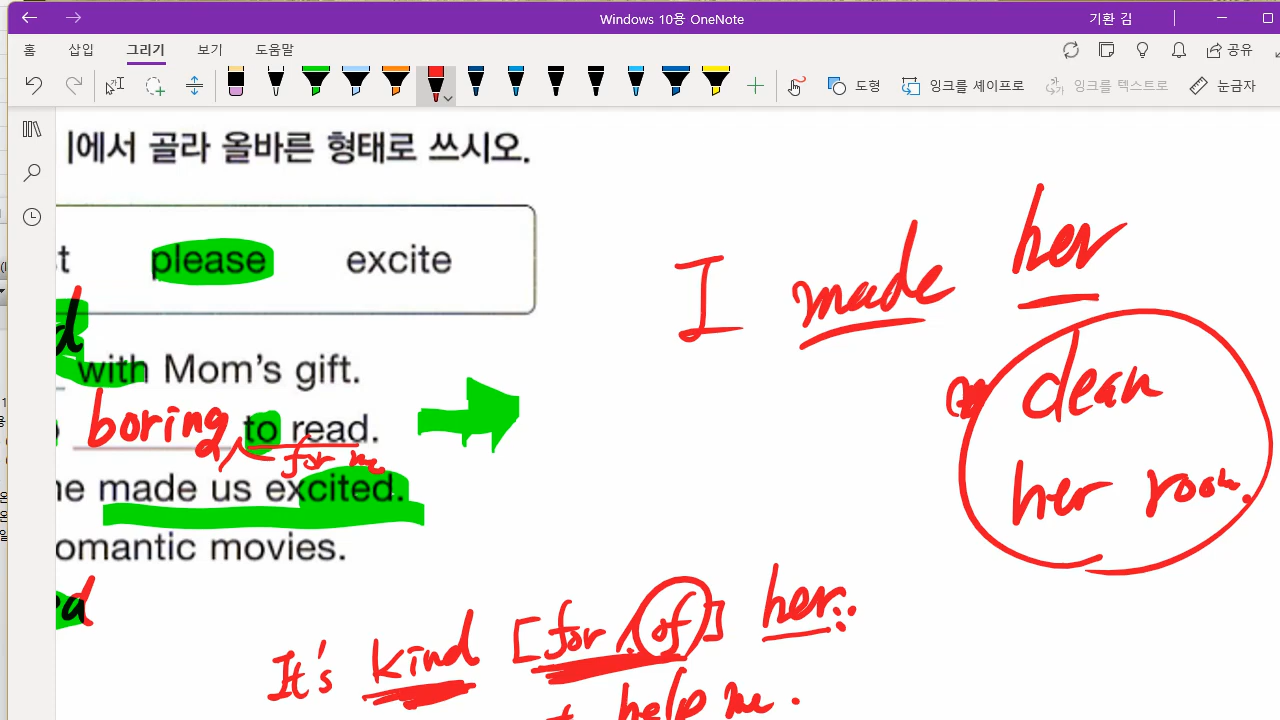 Windows 10용 OneNote
기환 김
홈 삽입 그리기 보기 도움말
공유
도형 잉크를 셰이프로 잉크를 텍스트로 눈금자
에서 골라 올바른 형태로 쓰시오.
please excite
with Mom's gift.
boring to read.
for me
made us excited.
omantic movies.
I made her
clean
her room.
It's kind [for / of] her
help me.